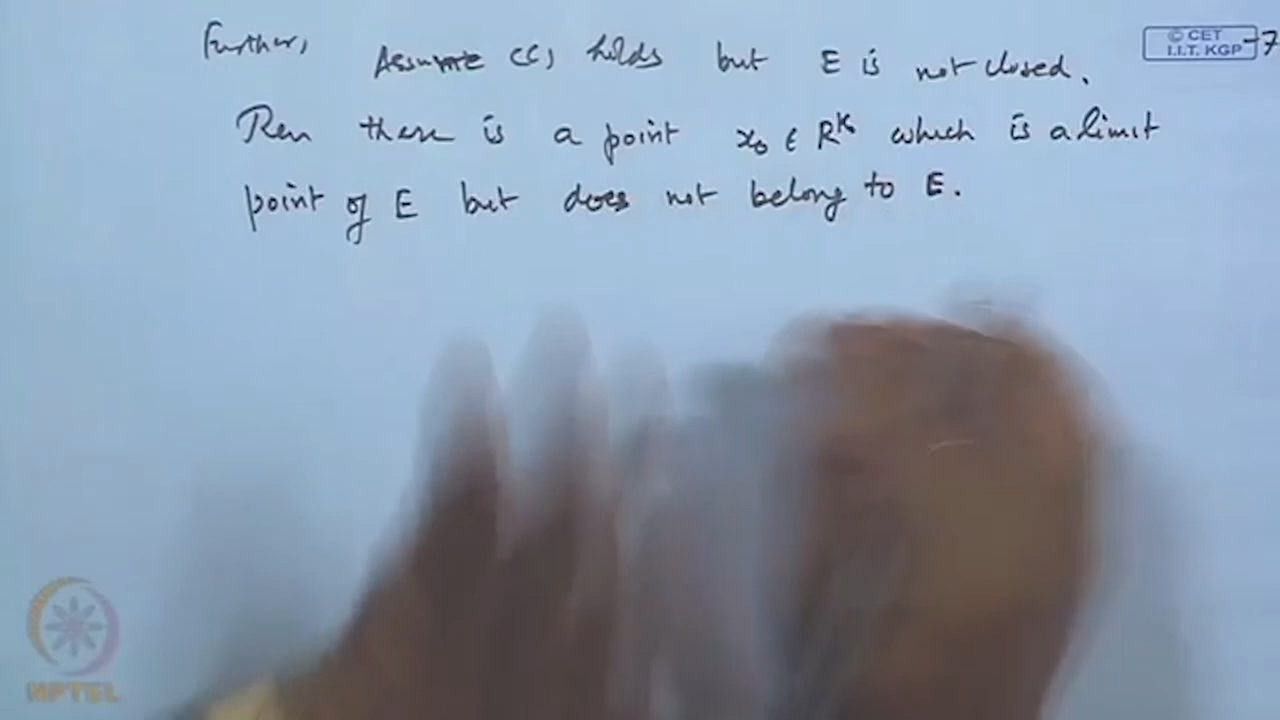 Further,
Assume (C) holds but E is not closed.
Then there is a point x₀ ∈ Rᵏ which is a limit
point of E but does not belong to E.
© CET
I.I.T. KGP
-7
NPTEL